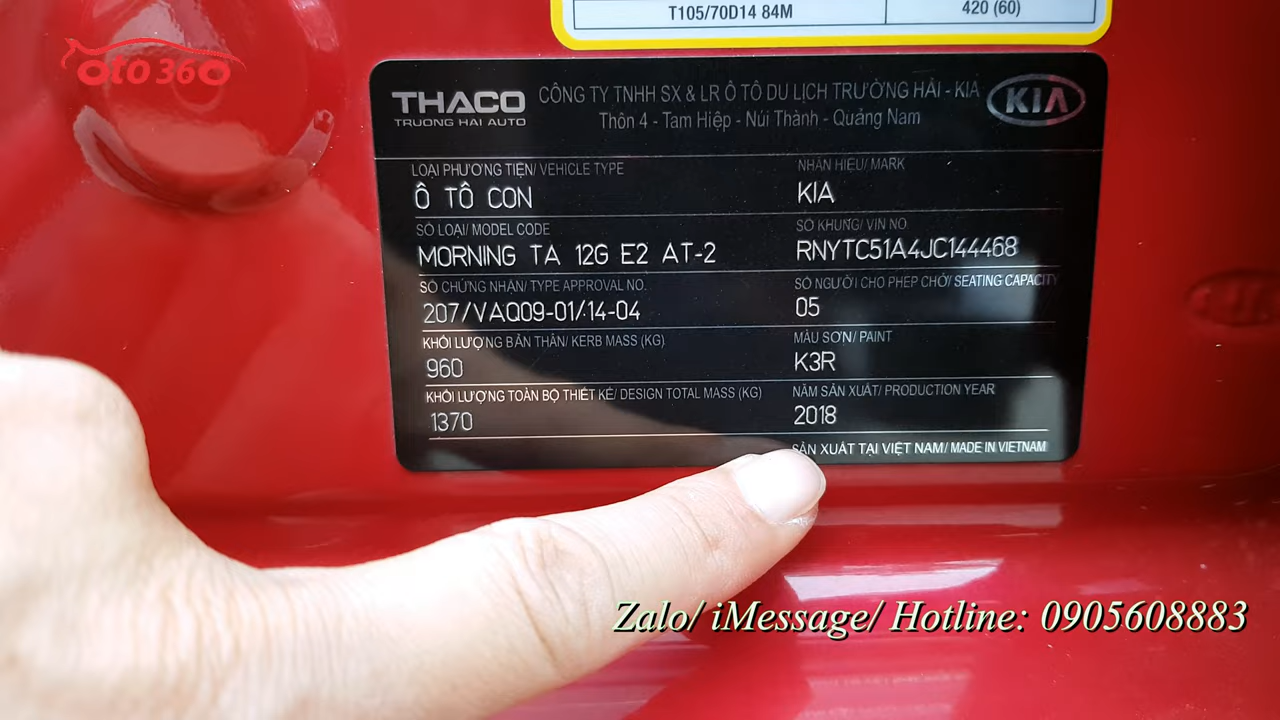 T105/70D14 84M 420 (60)
OTO 360
THACO
TRUONG HAI AUTO
CÔNG TY TNHH SX & LR Ô TÔ DU LỊCH TRƯỜNG HẢI - KIA
Thôn 4 - Tam Hiệp - Núi Thành - Quảng Nam
KIA
LOẠI PHƯƠNG TIỆN/ VEHICLE TYPE
Ô TÔ CON
NHÃN HIỆU/ MARK
KIA
SỐ LOẠI/ MODEL CODE
MORNING TA 12G E2 AT-2
SỐ KHUNG/ VIN NO
RNYTC51A4JC144468
SỐ CHỨNG NHẬN/ TYPE APPROVAL NO.
207/VAQ09-01/14-04
SỐ NGƯỜI CHO PHÉP CHỞ/ SEATING CAPACITY
05
KHỐI LƯỢNG BẢN THÂN/ KERB MASS (KG)
960
MÀU SƠN/ PAINT
K3R
KHỐI LƯỢNG TOÀN BỘ THIẾT KẾ/ DESIGN TOTAL MASS (KG)
1370
NĂM SẢN XUẤT/ PRODUCTION YEAR
2018
SẢN XUẤT TẠI VIỆT NAM/ MADE IN VIETNAM
Zalo/ iMessage/ Hotline: 0905608883